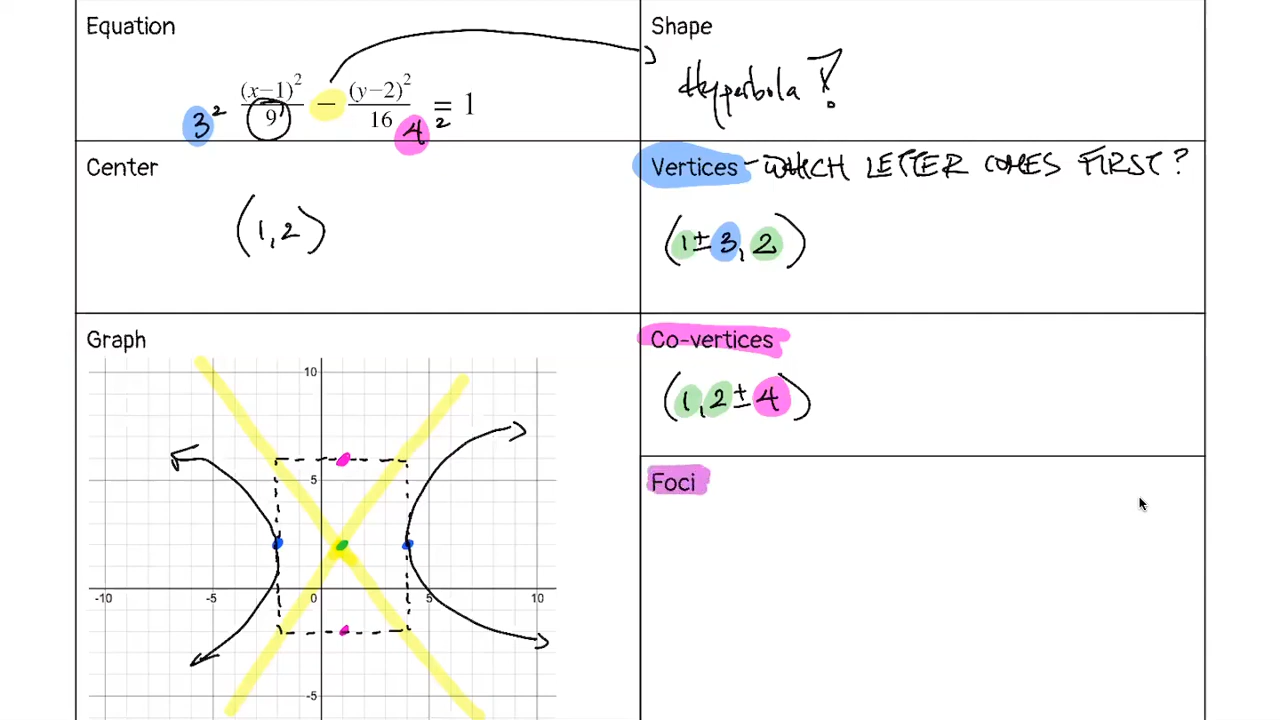 Equation
3² (x−1)²/9 − (y−2)²/16 = 1
4²
Shape
Hyperbola!
Center
(1,2)
Vertices - WHICH LETTER COMES FIRST?
(1±3, 2)
Graph
10
5
-10 -5 0 5 10
-5
Co-vertices
(1, 2±4)
Foci